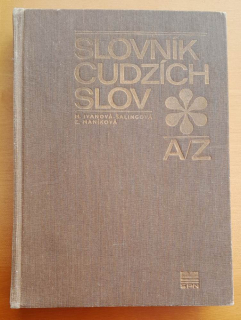 SLOVNÍK
CUDZÍCH
SLOV
M. IVANOVÁ-ŠALINGOVÁ
Z. MANÍKOVÁ
A/Z
SPN